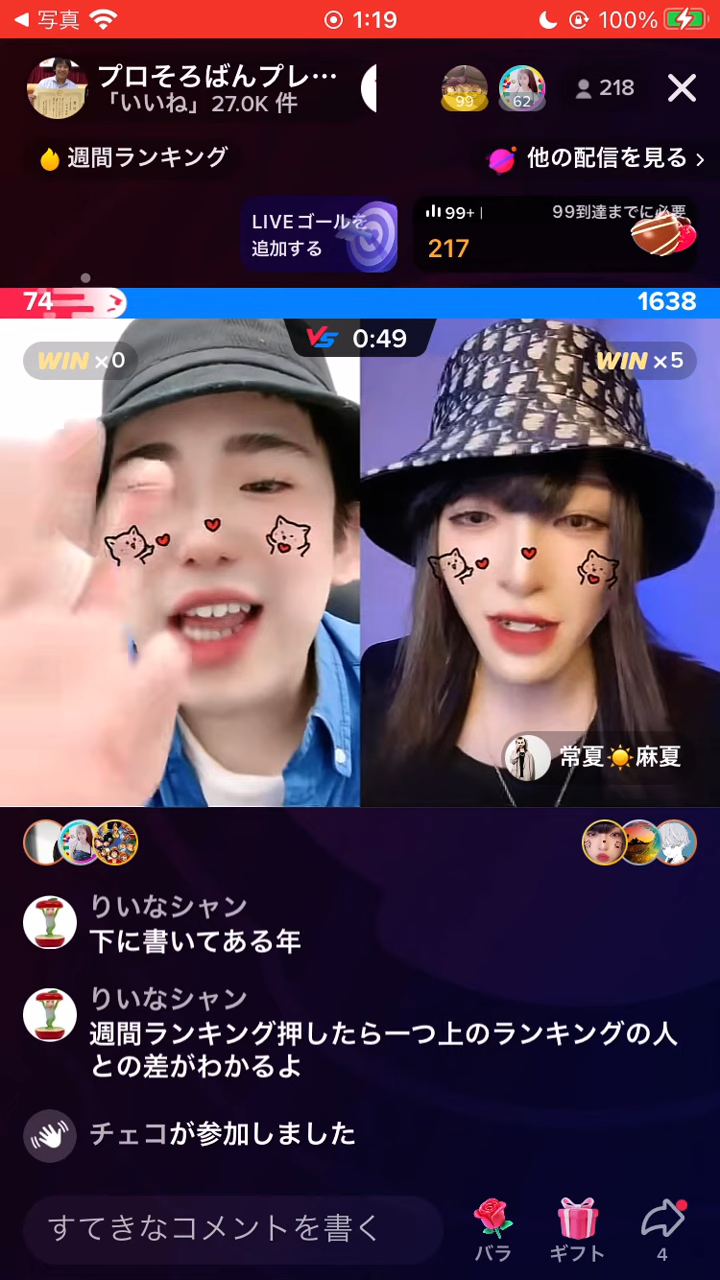 ◀ 写真
1:19
100%
プロそろばんプレ…
「いいね」27.0K 件
99
62
218
週間ランキング
他の配信を見る >
LIVEゴールを
追加する
99+
99到達までに必要
217
74
1638
VS 0:49
WIN ×0
WIN ×5
常夏☀️麻夏
りいなシャン
下に書いてある年
りいなシャン
週間ランキング押したら一つ上のランキングの人
との差がわかるよ
チェコが参加しました
すてきなコメントを書く
バラ
ギフト
4